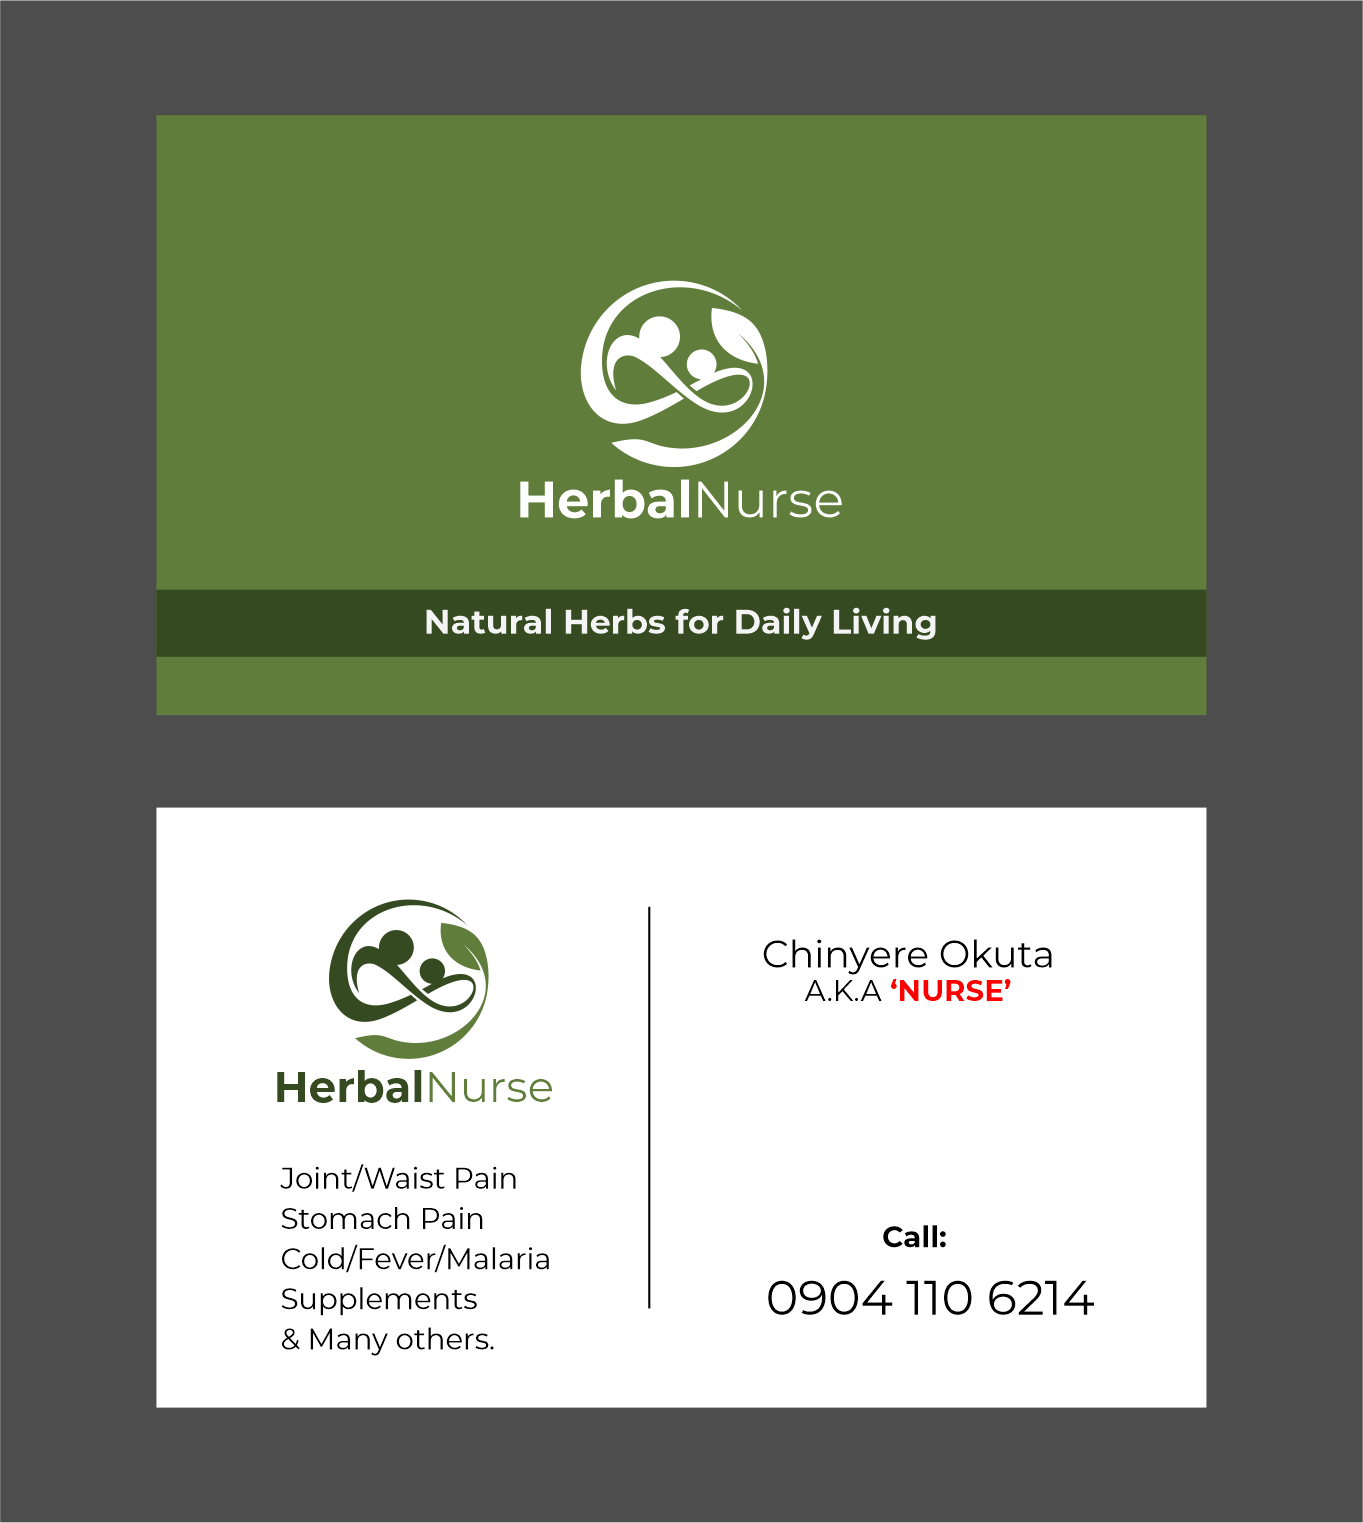 HerbalNurse
Natural Herbs for Daily Living
HerbalNurse
Joint/Waist Pain
Stomach Pain
Cold/Fever/Malaria
Supplements
& Many others.
Chinyere Okuta
A.K.A ‘NURSE’
Call:
0904 110 6214